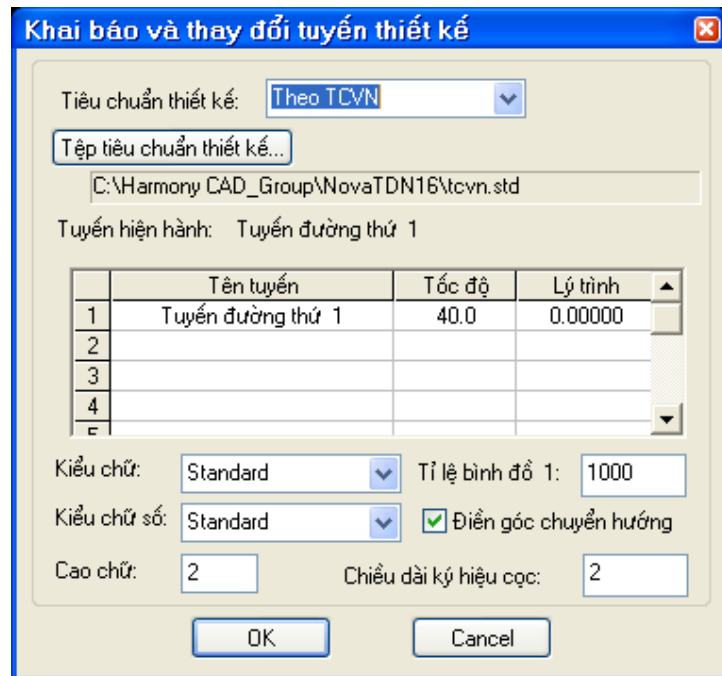 Khai báo và thay đổi tuyến thiết kế
Tiêu chuẩn thiết kế: Theo TCVN
Tệp tiêu chuẩn thiết kế...
C:\Harmony CAD_Group\NovaTDN16\tcvn.std
Tuyến hiện hành: Tuyến đường thứ 1
Tên tuyến Tốc độ Lý trình
1 Tuyến đường thứ 1 40.0 0.00000
2
3
4
Kiểu chữ: Standard Tỉ lệ bình đồ 1: 1000
Kiểu chữ số: Standard Điền góc chuyển hướng
Cao chữ: 2 Chiều dài ký hiệu cọc: 2
OK Cancel